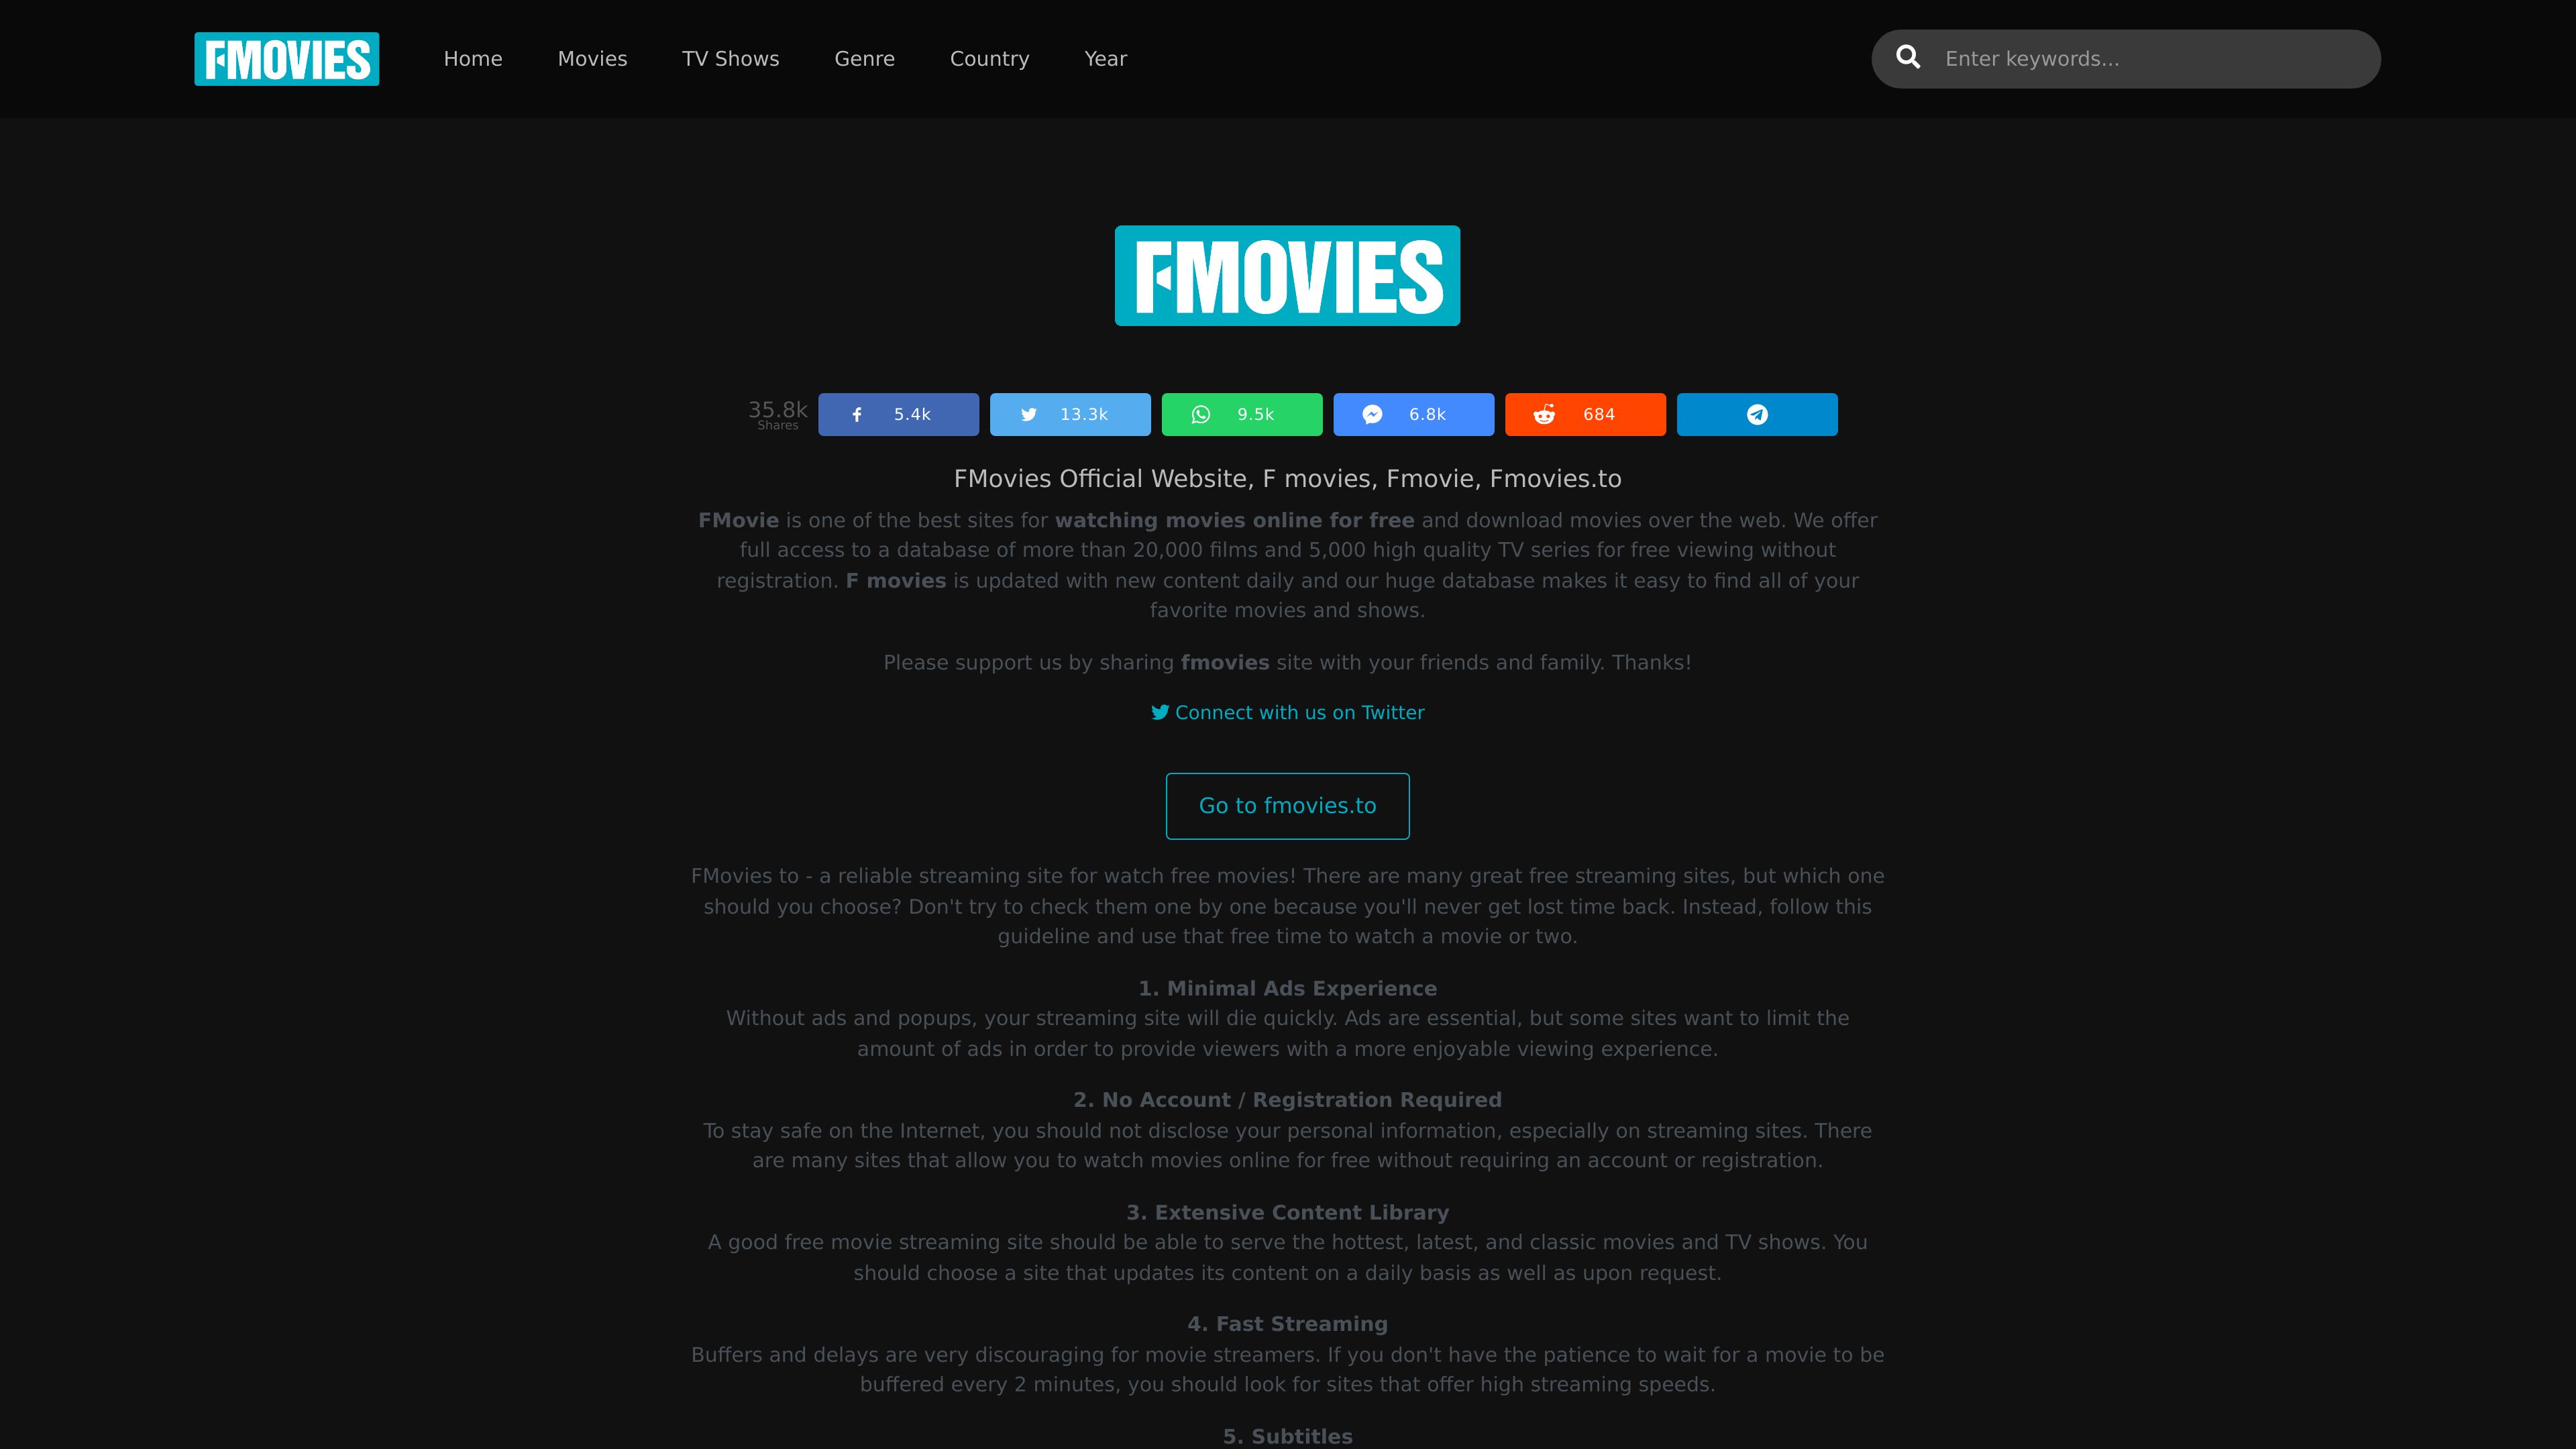 FMOVIES
Home
Movies
TV Shows
Genre
Country
Year
Enter keywords...
FMOVIES
35.8k
Shares
5.4k
13.3k
9.5k
6.8k
684
FMovies Official Website, F movies, Fmovie, Fmovies.to
FMovie is one of the best sites for watching movies online for free and download movies over the web. We offer
full access to a database of more than 20,000 films and 5,000 high quality TV series for free viewing without
registration. F movies is updated with new content daily and our huge database makes it easy to find all of your
favorite movies and shows.
Please support us by sharing fmovies site with your friends and family. Thanks!
Connect with us on Twitter
Go to fmovies.to
FMovies to - a reliable streaming site for watch free movies! There are many great free streaming sites, but which one
should you choose? Don't try to check them one by one because you'll never get lost time back. Instead, follow this
guideline and use that free time to watch a movie or two.
1. Minimal Ads Experience
Without ads and popups, your streaming site will die quickly. Ads are essential, but some sites want to limit the
amount of ads in order to provide viewers with a more enjoyable viewing experience.
2. No Account / Registration Required
To stay safe on the Internet, you should not disclose your personal information, especially on streaming sites. There
are many sites that allow you to watch movies online for free without requiring an account or registration.
3. Extensive Content Library
A good free movie streaming site should be able to serve the hottest, latest, and classic movies and TV shows. You
should choose a site that updates its content on a daily basis as well as upon request.
4. Fast Streaming
Buffers and delays are very discouraging for movie streamers. If you don't have the patience to wait for a movie to be
buffered every 2 minutes, you should look for sites that offer high streaming speeds.
5. Subtitles